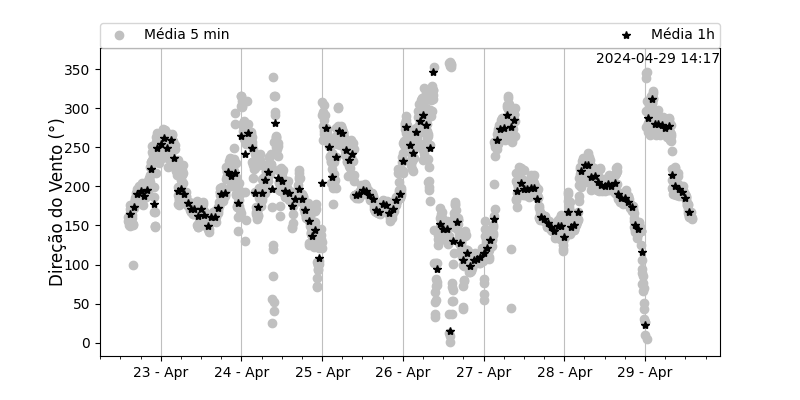 Média 5 min
Média 1h
2024-04-29 14:17
Direção do Vento (°)
350
300
250
200
150
100
50
0
23 - Apr
24 - Apr
25 - Apr
26 - Apr
27 - Apr
28 - Apr
29 - Apr